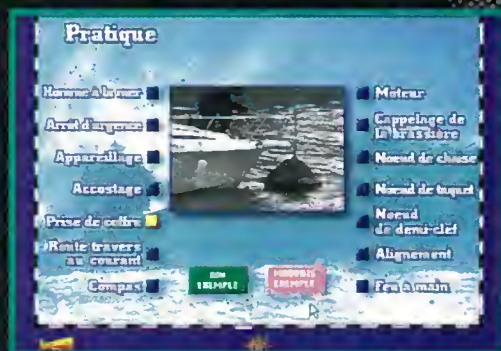 Pratique
Homme à la mer
Arrêt d'urgence
Appareillage
Accostage
Prise de coffre
Route travers
au courant
Compas
BON
EXEMPLE
MAUVAIS
EXEMPLE
Moteur
Cappelage de
la brassière
Noeud de chaise
Noeud de taquet
Noeud
de demi-clef
Alignement
Feu à main